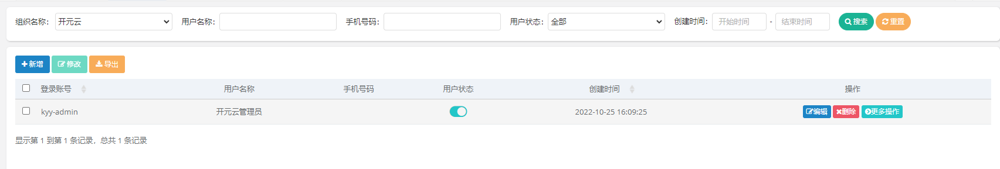 组织名称: 开元云 用户名称: 手机号码: 用户状态: 全部 创建时间: 开始时间 - 结束时间 搜索 重置
新增 修改 导出
登录账号 用户名称 手机号码 用户状态 创建时间 操作
kyy-admin 开元云管理员 2022-10-25 16:09:25 编辑 删除 更多操作
显示第 1 到第 1 条记录，总共 1 条记录